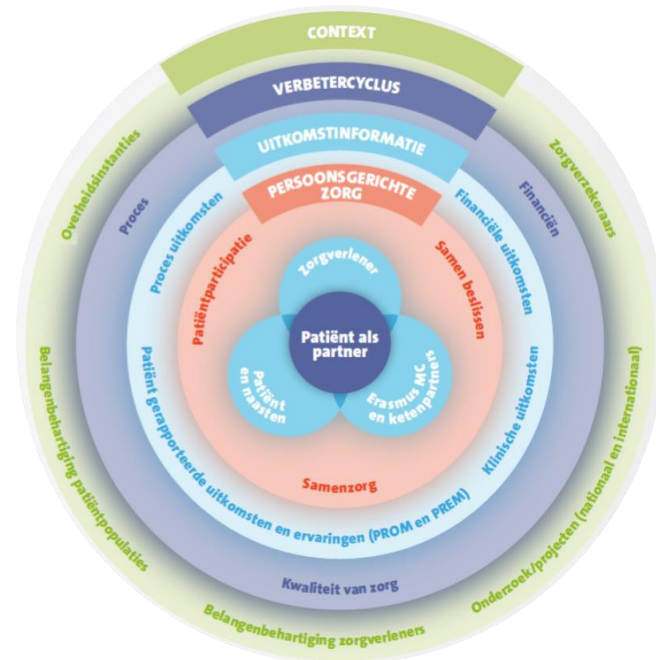 CONTEXT
VERBETERCYCLUS
UITKOMSTINFORMATIE
PERSOONSGERICHTE
ZORG
Overheidsinstanties
Zorgverzekeraars
Proces
Financiën
Proces uitkomsten
Financiële uitkomsten
Patiëntparticipatie
Samen beslissen
Zorgverlener
Patiënt als
partner
Patiënt
en naasten
Erasmus MC
en ketenpartners
Samenzorg
Klinische uitkomsten
Patiënt gerapporteerde uitkomsten en ervaringen (PROM en PREM)
Kwaliteit van zorg
Belangenbehartiging patiëntpopulaties
Belangenbehartiging zorgverleners
Onderzoek/projecten (nationaal en internationaal)